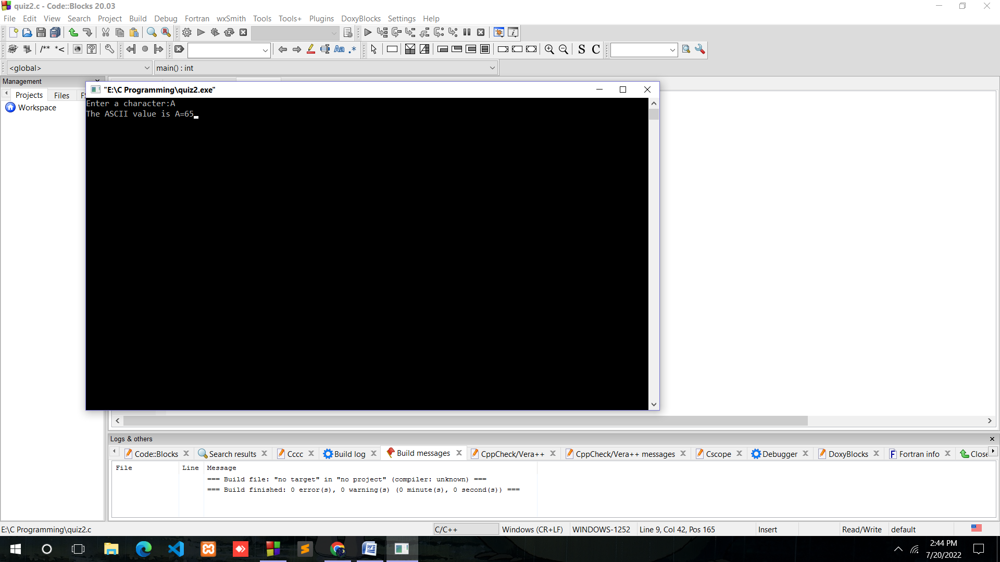 quiz2.c - Code::Blocks 20.03
File Edit View Search Project Build Debug Fortran wxSmith Tools Tools+ Plugins DoxyBlocks Settings Help
/** *< Aa .* S C
<global> main() : int
Management
Projects Files
Workspace
"E:\C Programming\quiz2.exe"
Enter a character:A
The ASCII value is A=65
Logs & others
Code::Blocks Search results Cccc Build log Build messages CppCheck/Vera++ CppCheck/Vera++ messages Cscope Debugger DoxyBlocks Fortran info
File Line Message
=== Build file: "no target" in "no project" (compiler: unknown) ===
=== Build finished: 0 error(s), 0 warning(s) (0 minute(s), 0 second(s)) ===
E:\C Programming\quiz2.c C/C++ Windows (CR+LF) WINDOWS-1252 Line 9, Col 42, Pos 165 Insert Read/Write default
2:44 PM
7/20/2022